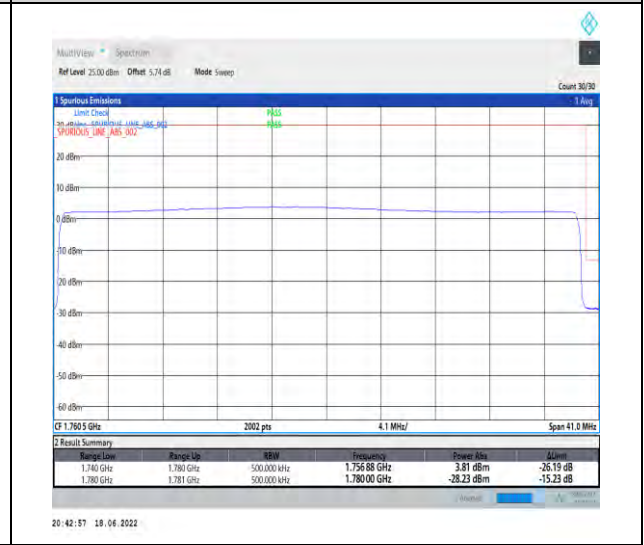 MultiView Spectrum
Ref Level 25.00 dBm Offset 5.74 dB Mode Sweep
Count 30/30
1 Spurious Emissions 1 Avg
Limit Check PASS
SPURIOUS_LINE_ABS_002 PASS
20 dBm
10 dBm
0 dBm
-10 dBm
-20 dBm
-30 dBm
-40 dBm
-50 dBm
-60 dBm
CF 1.760 5 GHz 2002 pts 4.1 MHz/ Span 41.0 MHz
2 Result Summary
Range Low Range Up RBW Frequency Power Abs ΔLimit
1.740 GHz 1.780 GHz 500.000 kHz 1.756 88 GHz 3.81 dBm -26.19 dB
1.780 GHz 1.781 GHz 500.000 kHz 1.780 00 GHz -28.23 dBm -15.23 dB
20:42:57 18.06.2022